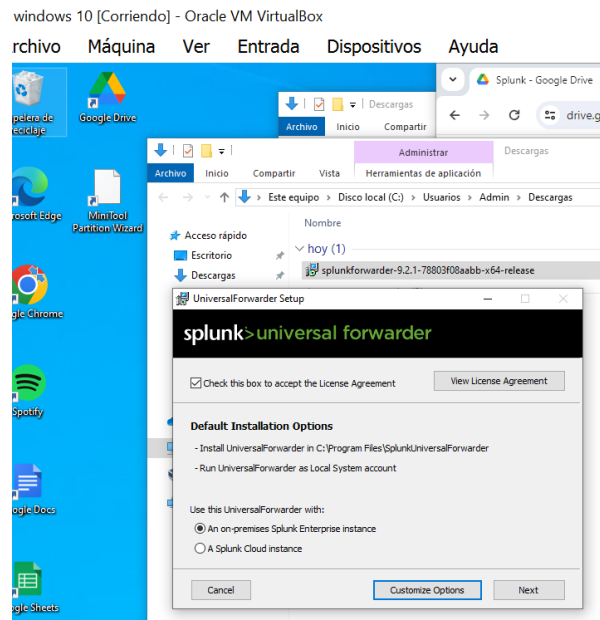 windows 10 [Corriendo] - Oracle VM VirtualBox
rchivo Máquina Ver Entrada Dispositivos Ayuda
Splunk - Google Drive
Descargas
drive.g
Archivo Inicio Compartir
pelera de
eciclaje
Google Drive
Administrar Descargas
Archivo Inicio Compartir Vista Herramientas de aplicación
Este equipo > Disco local (C:) > Usuarios > Admin > Descargas
rosoft Edge
MiniTool
Partition Wizard
Nombre
Acceso rápido
hoy (1)
Escritorio
Descargas
splunkforwarder-9.2.1-78803f08aabb-x64-release
UniversalForwarder Setup
gle Chrome
splunk>universal forwarder
Check this box to accept the License Agreement
View License Agreement
Spotify
Default Installation Options
- Install UniversalForwarder in C:\Program Files\SplunkUniversalForwarder
- Run UniversalForwarder as Local System account
Use this UniversalForwarder with:
ogle Docs
An on-premises Splunk Enterprise instance
A Splunk Cloud instance
Cancel Customize Options Next
gle Sheets